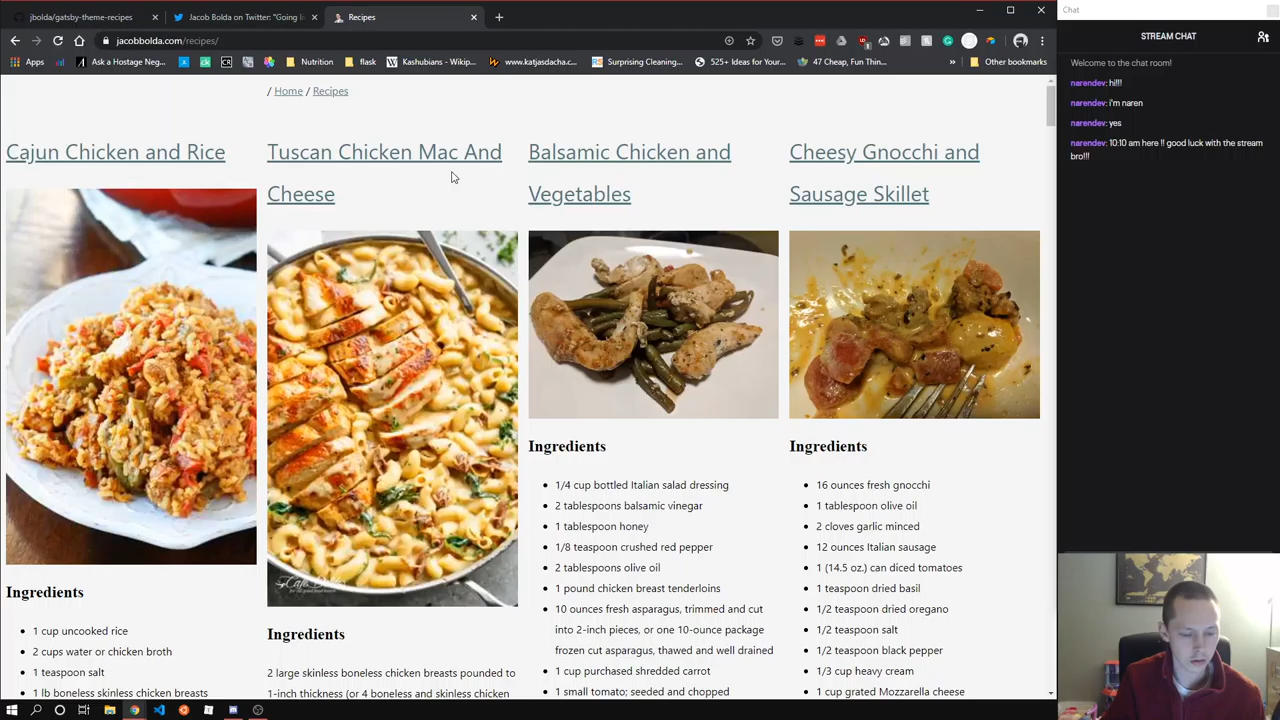 jbolda/gatsby-theme-recipes
Jacob Bolda on Twitter: "Going li
Recipes
jacobbolda.com/recipes/
Apps
Ask a Hostage Neg...
Nutrition
flask
Kashubians - Wikip...
www.katjasdacha.c...
Surprising Cleaning,...
525+ Ideas for Your...
47 Cheap, Fun Thin...
»
Other bookmarks
/ Home / Recipes
Cajun Chicken and Rice
Ingredients
1 cup uncooked rice
2 cups water or chicken broth
1 teaspoon salt
1 lb boneless skinless chicken breasts
Tuscan Chicken Mac And
Cheese
Ingredients
2 large skinless boneless chicken breasts pounded to
1-inch thickness (or 4 boneless and skinless chicken
Balsamic Chicken and
Vegetables
Ingredients
1/4 cup bottled Italian salad dressing
2 tablespoons balsamic vinegar
1 tablespoon honey
1/8 teaspoon crushed red pepper
2 tablespoons olive oil
1 pound chicken breast tenderloins
10 ounces fresh asparagus, trimmed and cut
into 2-inch pieces, or one 10-ounce package
frozen cut asparagus, thawed and well drained
1 cup purchased shredded carrot
1 small tomato; seeded and chopped
Cheesy Gnocchi and
Sausage Skillet
Ingredients
16 ounces fresh gnocchi
1 tablespoon olive oil
2 cloves garlic minced
12 ounces Italian sausage
1 (14.5 oz.) can diced tomatoes
1 teaspoon dried basil
1/2 teaspoon dried oregano
1/2 teaspoon salt
1/2 teaspoon black pepper
1/3 cup heavy cream
1 cup grated Mozzarella cheese
Chat
STREAM CHAT
Welcome to the chat room!
narendev: hi!!!
narendev: i'm naren
narendev: yes
narendev: 10:10 am here !! good luck with the stream
bro!!!